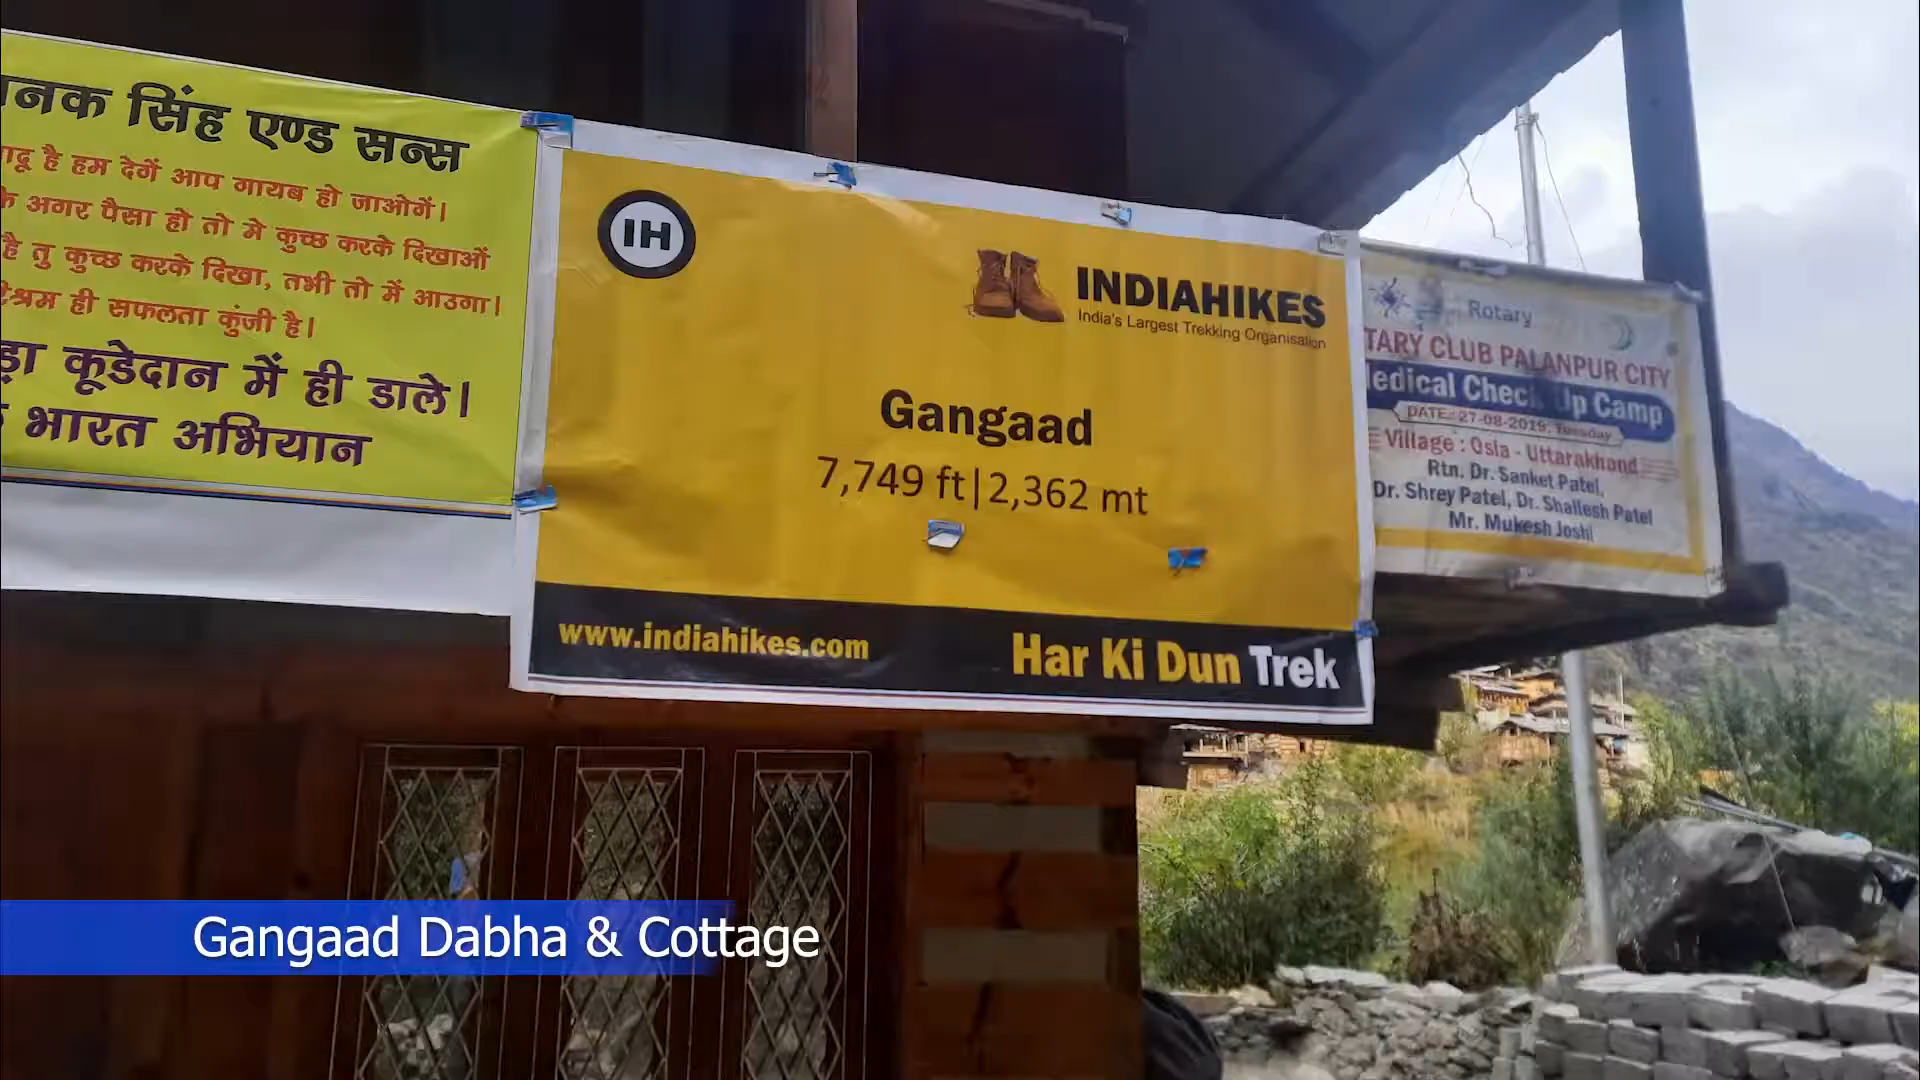 सिंह एण्ड सन्स
है हम देगें आप गायब हो जाओगें।
अगर पैसा हो तो मे कुच्छ करके दिखाओं
है तु कुच्छ करके दिखा, तभी तो में आउगा।
ही सफलता कुंजी है।
कूडेदान में ही डाले।
भारत अभियान
IH
INDIAHIKES
India's Largest Trekking Organisation
Gangaad
7,749 ft|2,362 mt
www.indiahikes.com
Har Ki Dun Trek
Rotary
TARY CLUB PALANPUR CITY
Medical Check Up Camp
DATE: 27-08-2019, Tuesday
Village : Osla - Uttarakhond
Rtn. Dr. Sanket Patel,
Dr. Shrey Patel, Dr. Shailesh Patel
Mr. Mukesh Joshi
Gangaad Dabha & Cottage